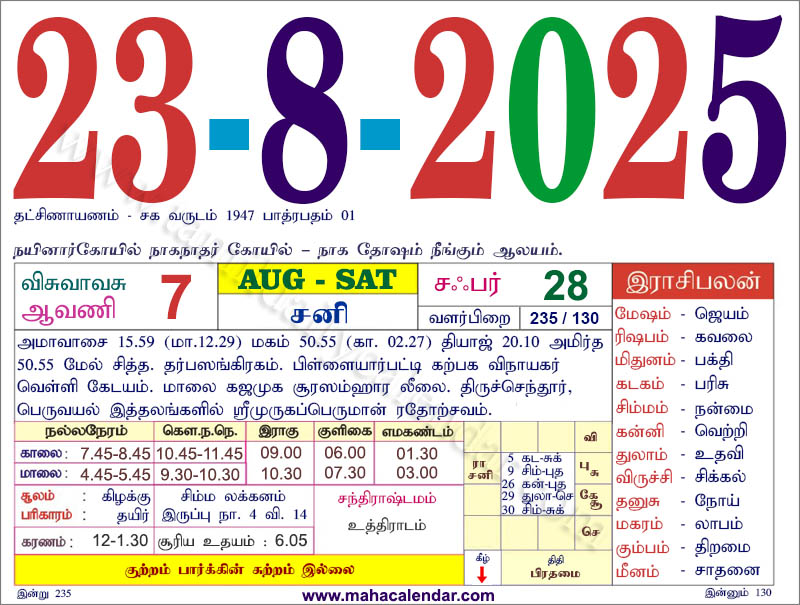 23-8-2025
தட்சிணாயணம் - சக வருடம் 1947 பாத்ரபதம் 01
நயினார்கோயில் நாகநாதர் கோயில் – நாக தோஷம் நீங்கும் ஆலயம்.
விசுவாவசு
ஆவணி 7
AUG - SAT
சனி
சஃபர் 28
வளர்பிறை 235 / 130
அமாவாசை 15.59 (மா.12.29) மகம் 50.55 (கா. 02.27) தியாஜ் 20.10 அமிர்த
50.55 மேல் சித்த. தர்பஸங்கிரகம். பிள்ளையார்பட்டி கற்பக விநாயகர்
வெள்ளி கேடயம். மாலை கஜமுக சூரஸம்ஹார லீலை. திருச்செந்தூர்,
பெருவயல் இத்தலங்களில் ஸ்ரீமுருகப்பெருமான் ரதோற்சவம்.
இராசிபலன்
மேஷம் - ஜெயம்
ரிஷபம் - கவலை
மிதுனம் - பக்தி
கடகம் - பரிசு
சிம்மம் - நன்மை
கன்னி - வெற்றி
துலாம் - உதவி
விருச்சி - சிக்கல்
தனுசு - நோய்
மகரம் - லாபம்
கும்பம் - திறமை
மீனம் - சாதனை
நல்லநேரம் கௌ.ந.நெ. இராகு குளிகை எமகண்டம்
காலை: 7.45-8.45 10.45-11.45 09.00 06.00 01.30
மாலை: 4.45-5.45 9.30-10.30 10.30 07.30 03.00
சூலம் : கிழக்கு
பரிகாரம் : தயிர்
சிம்ம லக்கனம்
இருப்பு நா. 4 வி. 14
சந்திராஷ்டமம்
உத்திராடம்
கரணம்: 12-1.30 சூரிய உதயம் : 6.05
குற்றம் பார்க்கின் சுற்றம் இல்லை
ரா
சனி
5 கட-சுக்
9 சிம்-புத
26 கன்-புத
29 துலா-செ
30 சிம்-சுக்
வி
பு
சு
கே
சூ
செ
கீழ்
திதி
பிரதமை
இன்று 235
www.mahacalendar.com
இன்னும் 130